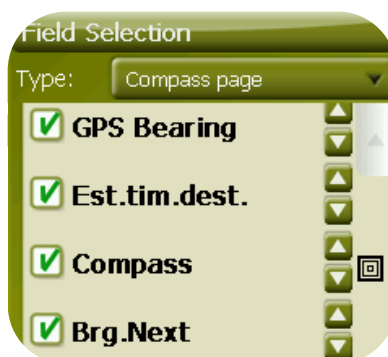 Field Selection
Type: Compass page
GPS Bearing
Est.tim.dest.
Compass
Brg.Next